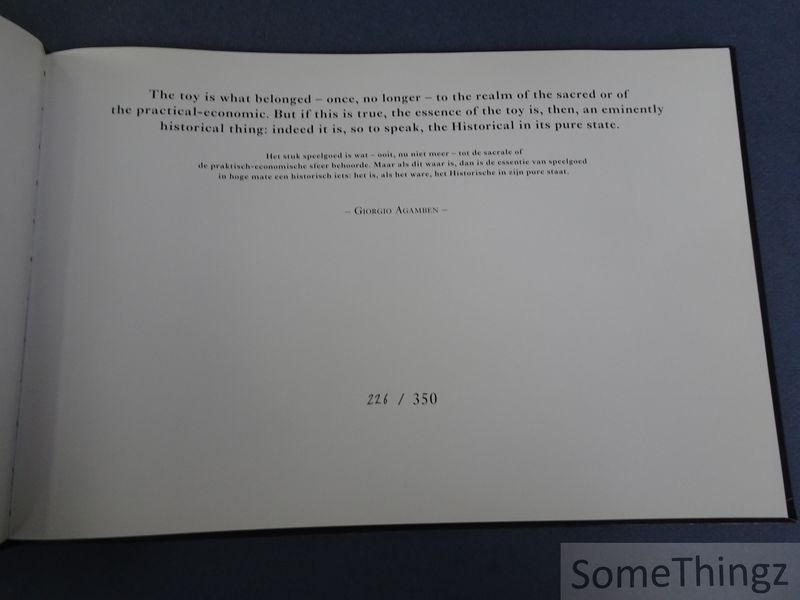 The toy is what belonged – once, no longer – to the realm of the sacred or of
the practical-economic. But if this is true, the essence of the toy is, then, an eminently
historical thing: indeed it is, so to speak, the Historical in its pure state.
Het stuk speelgoed is wat – ooit, nu niet meer – tot de sacrale of
de praktisch-economische sfeer behoorde. Maar als dit waar is, dan is de essentie van speelgoed
in hoge mate een historisch iets: het is, als het ware, het Historische in zijn pure staat.
– Giorgio Agamben –
226 / 350
SomeThingz